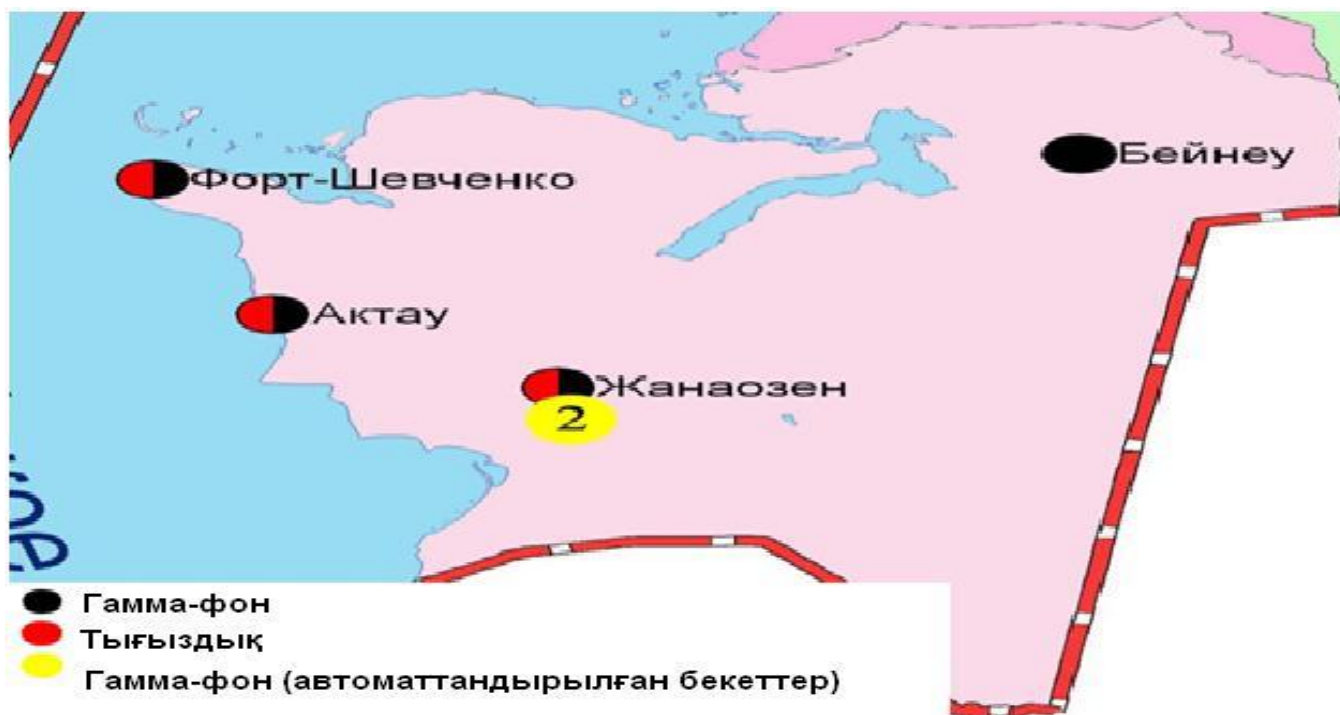 Форт-Шевченко
Бейнеу
Актау
Жанаозен
2
Гамма-фон
Тығыздық
Гамма-фон (автоматтандырылған бекеттер)